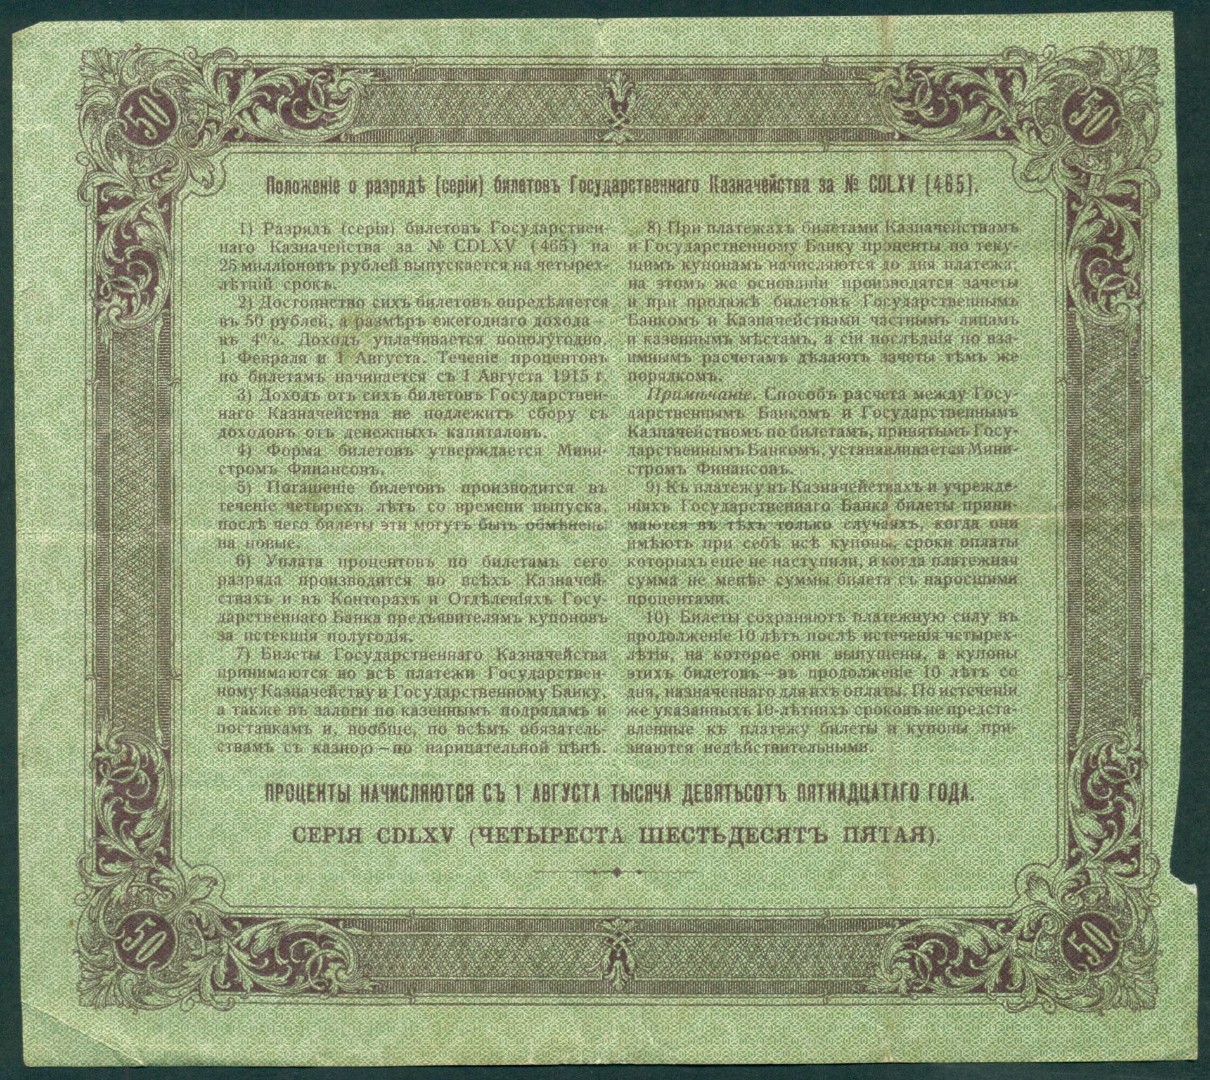 50
50
Положеніе о разрядѣ (серіи) билетовъ Государственнаго Казначейства за № CDLXV (465).
1) Разрядъ (серія) билетовъ Государствен-
наго Казначейства за № CDLXV (465) на
25 милліоновъ рублей выпускается на четырех-
лѣтній срокъ.
2) Достоинство сихъ билетовъ опредѣляется
въ 50 рублей, а размѣръ ежегоднаго дохода —
въ 4%. Доходъ уплачивается пополугодно,
1 Февраля и 1 Августа. Теченіе процентовъ
по билетамъ начинается съ 1 Августа 1915 г.
3) Доходъ отъ сихъ билетовъ Государствен-
наго Казначейства не подлежитъ сбору съ
доходовъ отъ денежныхъ капиталовъ.
4) Форма билетовъ утверждается Мини-
стромъ Финансовъ.
5) Погашеніе билетовъ производится въ
теченіе четырехъ лѣтъ со времени выпуска,
послѣ чего билеты эти могутъ быть обмѣнены
на новые.
6) Уплата процентовъ по билетамъ сего
разряда производится во всѣхъ Казначей-
ствахъ и въ Конторахъ и Отдѣленіяхъ Госу-
дарственнаго Банка предъявителямъ купоновъ
за истекшія полугодія.
7) Билеты Государственнаго Казначейства
принимаются во всѣ платежи Государствен-
ному Казначейству и Государственному Банку,
а также въ залоги по казеннымъ подрядамъ и
поставкамъ и, вообще, по всѣмъ обязатель-
ствамъ съ казною — по нарицательной цѣнѣ.
8) При платежахъ билетами Казначействамъ
и Государственному Банку проценты по теку-
щимъ купонамъ начисляются до дня платежа;
на этомъ же основаніи производятся зачеты
и при продажѣ билетовъ Государственнымъ
Банкомъ и Казначействами частнымъ лицамъ
и казеннымъ мѣстамъ, а сіи послѣднія по вза-
имнымъ расчетамъ дѣлаютъ зачеты тѣмъ же
порядкомъ.
Примѣчаніе. Способъ расчета между Госу-
дарственнымъ Банкомъ и Государственнымъ
Казначействомъ по билетамъ, принятымъ Госу-
дарственнымъ Банкомъ, устанавливается Мини-
стромъ Финансовъ.
9) Къ платежу въ Казначействахъ и учрежде-
ніяхъ Государственнаго Банка билеты прини-
маются въ тѣхъ только случаяхъ, когда они
имѣютъ при себѣ всѣ купоны, сроки оплаты
которыхъ еще не наступили, и когда платежная
сумма не менѣе суммы билета съ наросшими
процентами.
10) Билеты сохраняютъ платежную силу въ
продолженіе 10 лѣтъ послѣ истеченія четырех-
лѣтія, на которое они выпущены, а купоны
этихъ билетовъ — въ продолженіе 10 лѣтъ со
дня, назначеннаго для ихъ оплаты. По истеченіи
же указанныхъ 10-лѣтнихъ сроковъ не предста-
вленные къ платежу билеты и купоны при-
знаются недѣйствительными.
ПРОЦЕНТЫ НАЧИСЛЯЮТСЯ СЪ 1 АВГУСТА ТЫСЯЧА ДЕВЯТЬСОТЪ ПЯТНАДЦАТАГО ГОДА.
СЕРІЯ CDLXV (ЧЕТЫРЕСТА ШЕСТЬДЕСЯТЪ ПЯТАЯ).
50
50